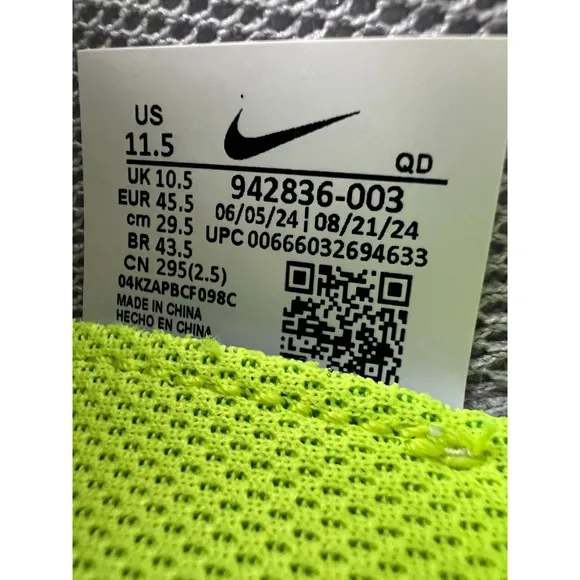 US
11.5
QD
UK 10.5
EUR 45.5
cm 29.5
BR 43.5
CN 295(2.5)
04KZAPBCF098C
MADE IN CHINA
HECHO EN CHINA
942836-003
06/05/24 | 08/21/24
UPC 00666032694633